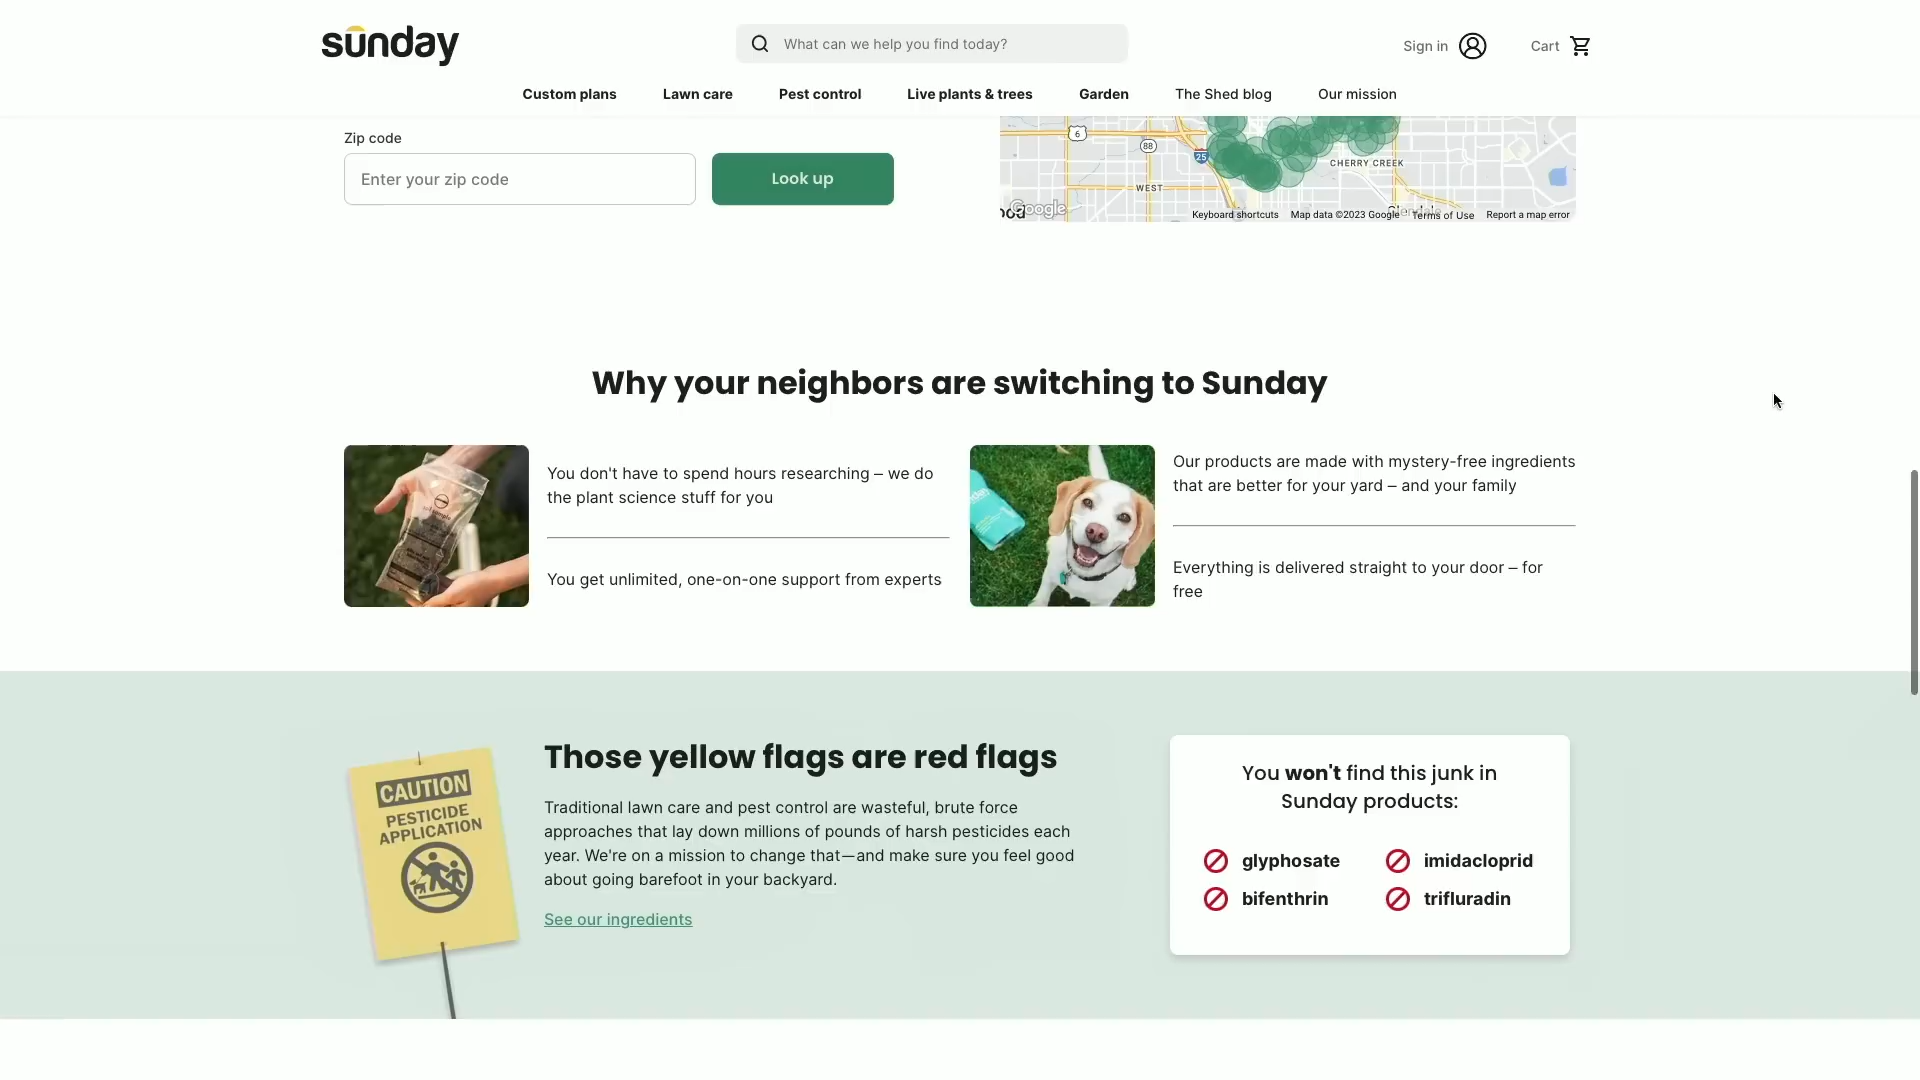 sunday
What can we help you find today?
Sign in
Cart
Custom plans
Lawn care
Pest control
Live plants & trees
Garden
The Shed blog
Our mission
Zip code
Enter your zip code
Look up
6
88
25
CHERRY CREEK
WEST
Google
Keyboard shortcuts
Map data ©2023 Google
Terms of Use
Report a map error
Why your neighbors are switching to Sunday
You don't have to spend hours researching – we do
the plant science stuff for you
You get unlimited, one-on-one support from experts
Our products are made with mystery-free ingredients
that are better for your yard – and your family
Everything is delivered straight to your door – for
free
CAUTION
PESTICIDE
APPLICATION
Those yellow flags are red flags
Traditional lawn care and pest control are wasteful, brute force
approaches that lay down millions of pounds of harsh pesticides each
year. We're on a mission to change that—and make sure you feel good
about going barefoot in your backyard.
See our ingredients
You won't find this junk in
Sunday products:
glyphosate
imidacloprid
bifenthrin
trifluradin